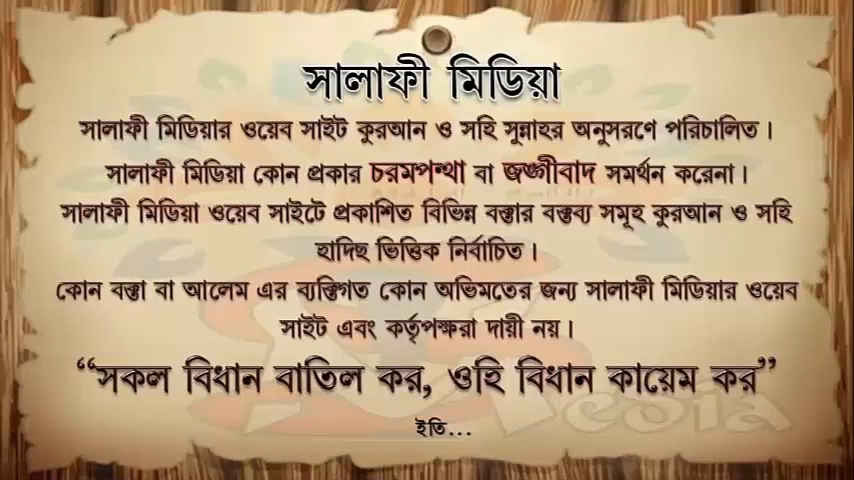 সালাফী মিডিয়া
সালাফী মিডিয়ার ওয়েব সাইট কুরআন ও সহি সুন্নাহর অনুসরণে পরিচালিত।
সালাফী মিডিয়া কোন প্রকার চরমপন্থা বা জঙ্গীবাদ সমর্থন করেনা।
সালাফী মিডিয়া ওয়েব সাইটে প্রকাশিত বিভিন্ন বক্তার বক্তব্য সমূহ কুরআন ও সহি
হাদিছ ভিত্তিক নির্বাচিত।
কোন বক্তা বা আলেম এর ব্যক্তিগত কোন অভিমতের জন্য সালাফী মিডিয়ার ওয়েব
সাইট এবং কর্তৃপক্ষরা দায়ী নয়।
“সকল বিধান বাতিল কর, ওহি বিধান কায়েম কর”
Media
ইতি...